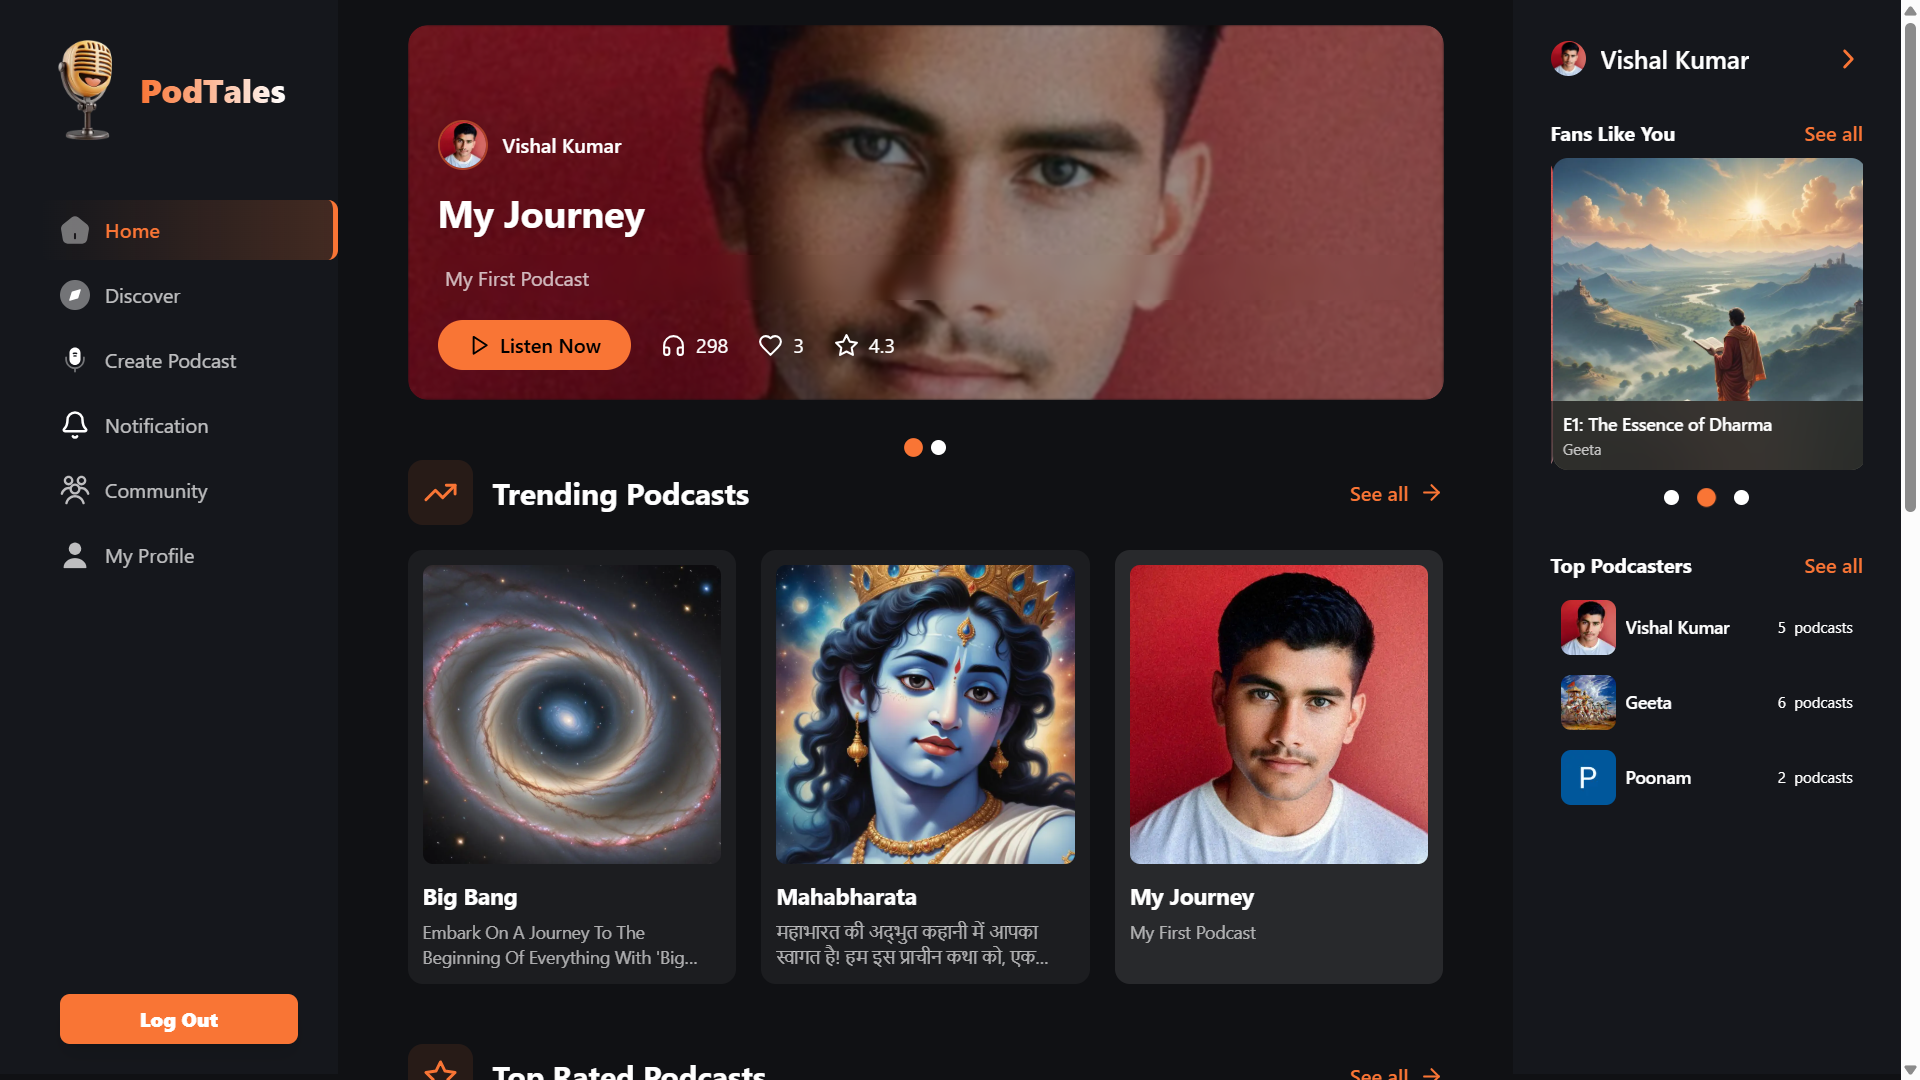 PodTales
Home
Discover
Create Podcast
Notification
Community
My Profile
Log Out
Vishal Kumar
My Journey
My First Podcast
Listen Now
298
3
4.3
Trending Podcasts
See all
Big Bang
Embark On A Journey To The
Beginning Of Everything With 'Big...
Mahabharata
महाभारत की अद्भुत कहानी में आपका
स्वागत है! हम इस प्राचीन कथा को, एक...
My Journey
My First Podcast
Top Rated Podcasts
See all
Vishal Kumar
Fans Like You
See all
E1: The Essence of Dharma
Geeta
Top Podcasters
See all
Vishal Kumar
5 podcasts
Geeta
6 podcasts
P
Poonam
2 podcasts